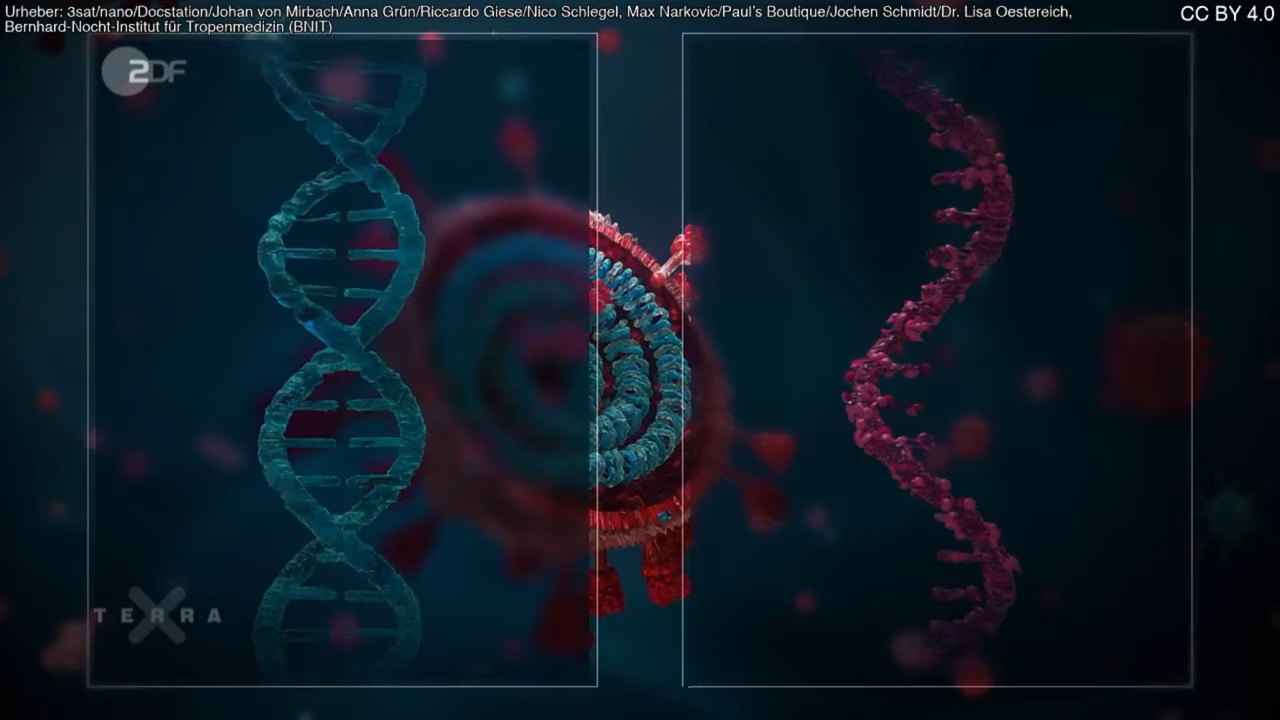 Urheber: 3sat/nano/Docstation/Johan von Mirbach/Anna Grün/Riccardo Giese/Nico Schlegel, Max Narkovic/Paul's Boutique/Jochen Schmidt/Dr. Lisa Oestereich,
Bernhard-Nocht-Institut für Tropenmedizin (BNIT)
CC BY 4.0
2DF
TERRA X